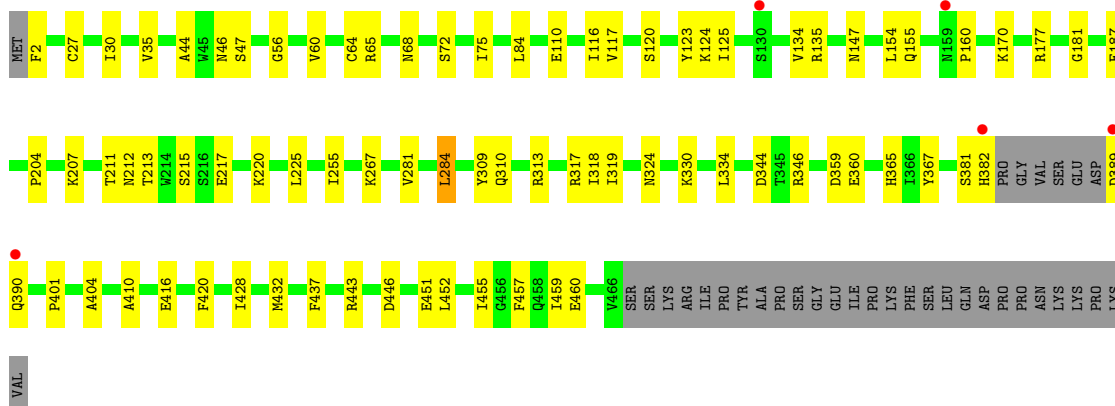 MET F2 C27 I30 V35 A44 W45 N46 S47 G56 V60 C64 R65 N68 S72 I75 L84 E110 I116 V117 S120 Y123 K124 I125 S130 V134 R135 N147 L154 Q155 N159 P160 K170 R177 G181
P204 K207 T211 N212 T213 W214 S215 S216 E217 K220 L225 I255 K267 V281 L284 Y309 Q310 R313 R317 I318 I319 N324 K330 L334 D344 T345 R346 D359 E360 H365 I366 Y367 S381 H382 PRO GLY VAL SER GLU ASP
Q390 P401 A404 A410 E416 F420 I428 M432 F437 R443 D446 E451 L452 I455 G456 F457 Q458 I459 E460 V466 SER SER LYS ARG ILE PRO TYR ALA PRO SER GLY GLU ILE PRO LYS PHE SER LEU GLN ASP PRO PRO ASN LYS LYS PRO
VAL